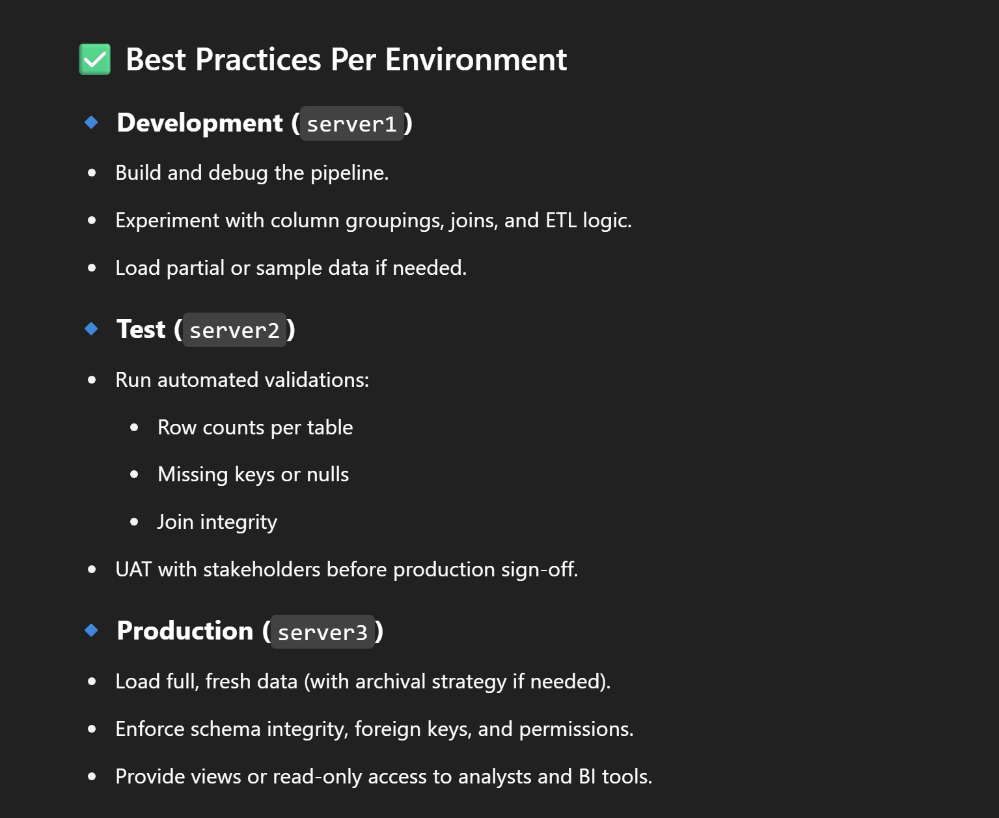 ✅ Best Practices Per Environment
🔹 Development (server1)
• Build and debug the pipeline.
• Experiment with column groupings, joins, and ETL logic.
• Load partial or sample data if needed.
🔹 Test (server2)
• Run automated validations:
• Row counts per table
• Missing keys or nulls
• Join integrity
• UAT with stakeholders before production sign-off.
🔹 Production (server3)
• Load full, fresh data (with archival strategy if needed).
• Enforce schema integrity, foreign keys, and permissions.
• Provide views or read-only access to analysts and BI tools.